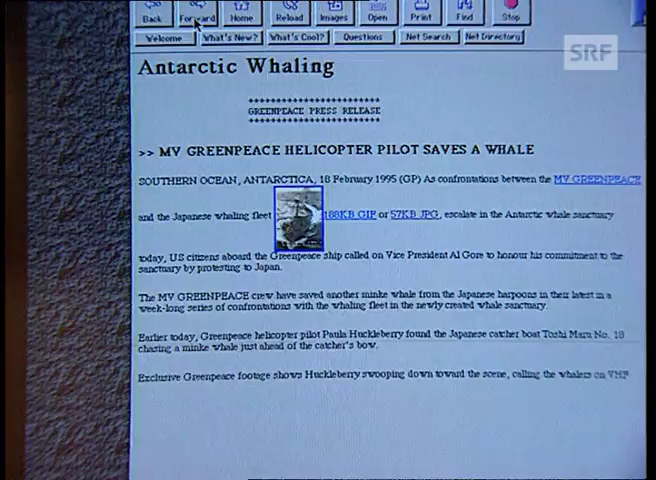 Back Forward Home Reload Images Open Print Find Stop
Welcome What's New? What's Cool? Questions Net Search Net Directory
SRF
Antarctic Whaling
************************
GREENPEACE PRESS RELEASE
************************
>> MV GREENPEACE HELICOPTER PILOT SAVES A WHALE
SOUTHERN OCEAN, ANTARCTICA, 18 February 1995 (GP) As confrontations between the MV GREENPEACE
and the Japanese whaling fleet 188KB GIF or 57KB JPG, escalate in the Antarctic whale sanctuary
today, US citizens aboard the Greenpeace ship called on Vice President Al Gore to honour his commitment to the
sanctuary by protesting to Japan.
The MV GREENPEACE crew have saved another minke whale from the Japanese harpoons in their latest in a
week-long series of confrontations with the whaling fleet in the newly created whale sanctuary.
Earlier today, Greenpeace helicopter pilot Paula Huckleberry found the Japanese catcher boat Toshi Maru No. 18
chasing a minke whale just ahead of the catcher's bow.
Exclusive Greenpeace footage shows Huckleberry swooping down toward the scene, calling the whalers on VHF